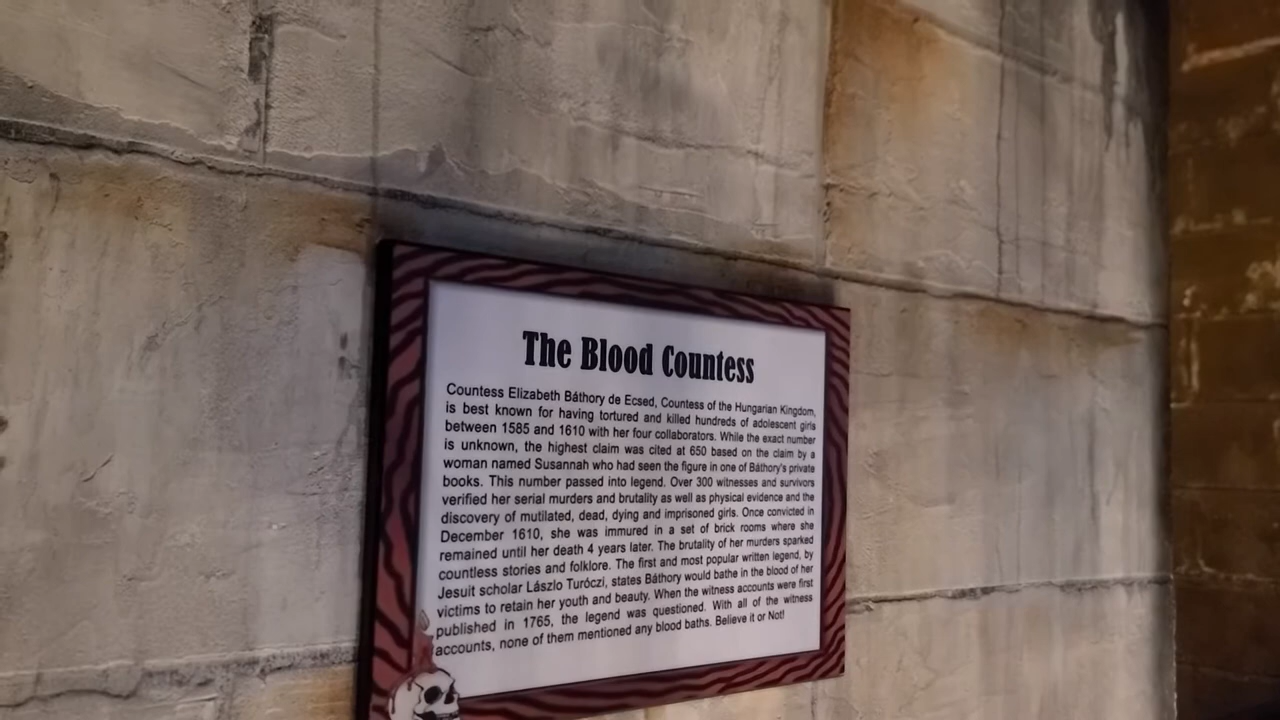 The Blood Countess
Countess Elizabeth Báthory de Ecsed, Countess of the Hungarian Kingdom,
is best known for having tortured and killed hundreds of adolescent girls
between 1585 and 1610 with her four collaborators. While the exact number
is unknown, the highest claim was cited at 650 based on the claim by a
woman named Susannah who had seen the figure in one of Báthory's private
books. This number passed into legend. Over 300 witnesses and survivors
verified her serial murders and brutality as well as physical evidence and the
discovery of mutilated, dead, dying and imprisoned girls. Once convicted in
December 1610, she was immured in a set of brick rooms where she
remained until her death 4 years later. The brutality of her murders sparked
countless stories and folklore. The first and most popular written legend, by
Jesuit scholar László Turóczi, states Báthory would bathe in the blood of her
victims to retain her youth and beauty. When the witness accounts were first
published in 1765, the legend was questioned. With all of the witness
accounts, none of them mentioned any blood baths. Believe it or Not!